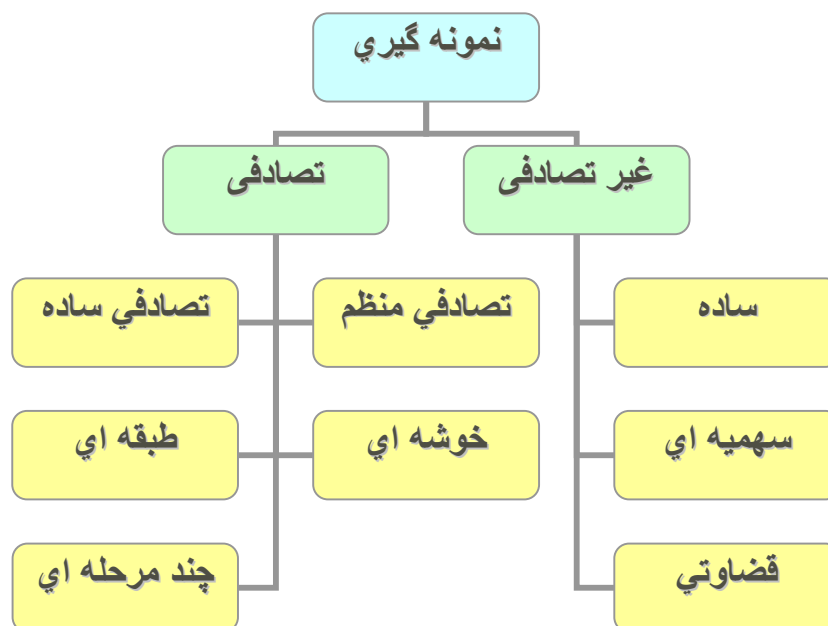 نمونه گيري
غير تصادفی
تصادفی
ساده
تصادفي منظم
تصادفي ساده
سهميه اي
خوشه اي
طبقه اي
قضاوتي
چند مرحله اي